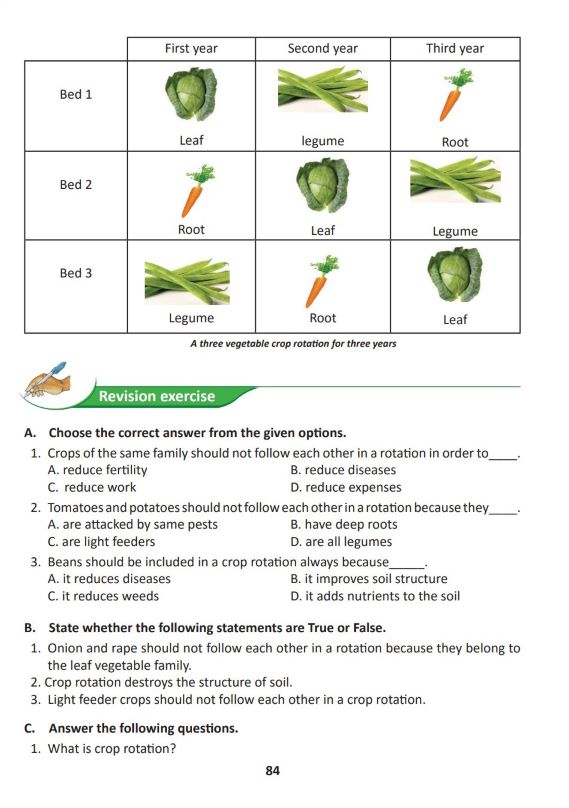 First year Second year Third year
Bed 1
Leaf legume Root
Bed 2
Root Leaf Legume
Bed 3
Legume Root Leaf
A three vegetable crop rotation for three years
Revision exercise
A. Choose the correct answer from the given options.
1. Crops of the same family should not follow each other in a rotation in order to____.
A. reduce fertility B. reduce diseases
C. reduce work D. reduce expenses
2. Tomatoes and potatoes should not follow each other in a rotation because they____.
A. are attacked by same pests B. have deep roots
C. are light feeders D. are all legumes
3. Beans should be included in a crop rotation always because_____.
A. it reduces diseases B. it improves soil structure
C. it reduces weeds D. it adds nutrients to the soil
B. State whether the following statements are True or False.
1. Onion and rape should not follow each other in a rotation because they belong to
the leaf vegetable family.
2. Crop rotation destroys the structure of soil.
3. Light feeder crops should not follow each other in a crop rotation.
C. Answer the following questions.
1. What is crop rotation?
84